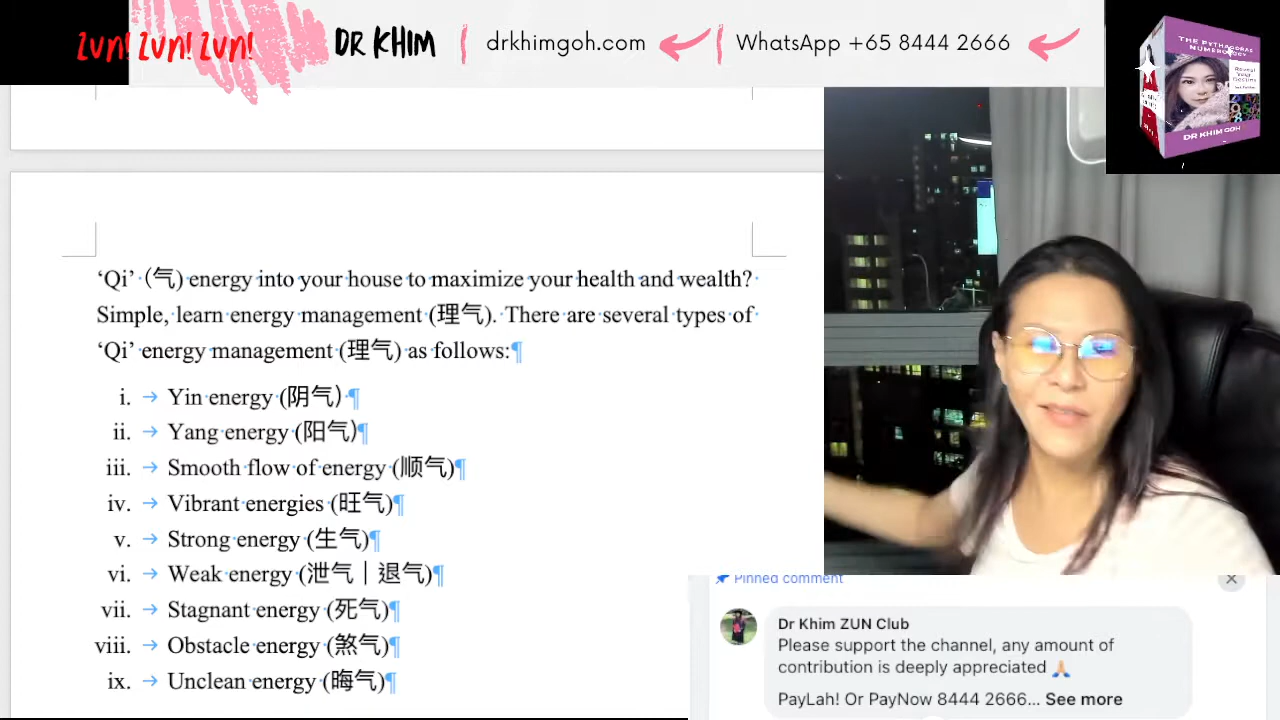 zun! zun! zun!
DR KHIM
drkhimgoh.com
WhatsApp +65 8444 2666
THE PYTHAGORAS
NUMEROLOGY
DR KHIM GOH
‘Qi’ (气) energy into your house to maximize your health and wealth?
Simple, learn energy management (理气). There are several types of
‘Qi’ energy management (理气) as follows:¶
i. → Yin energy (阴气) ¶
ii. → Yang energy (阳气)¶
iii. → Smooth flow of energy (顺气)¶
iv. → Vibrant energies (旺气)¶
v. → Strong energy (生气)¶
vi. → Weak energy (泄气 | 退气)¶
vii. → Stagnant energy (死气)¶
viii. → Obstacle energy (煞气)¶
ix. → Unclean energy (晦气)¶
Pinned comment
Dr Khim ZUN Club
Please support the channel, any amount of
contribution is deeply appreciated 🙏🏼
PayLah! Or PayNow 8444 2666... See more